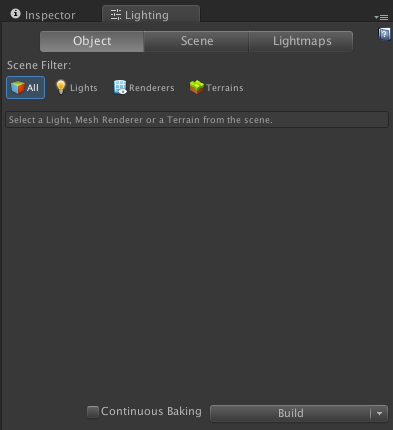 Inspector Lighting
Object Scene Lightmaps
Scene Filter:
All Lights Renderers Terrains
Select a Light, Mesh Renderer or a Terrain from the scene.
Continuous Baking Build